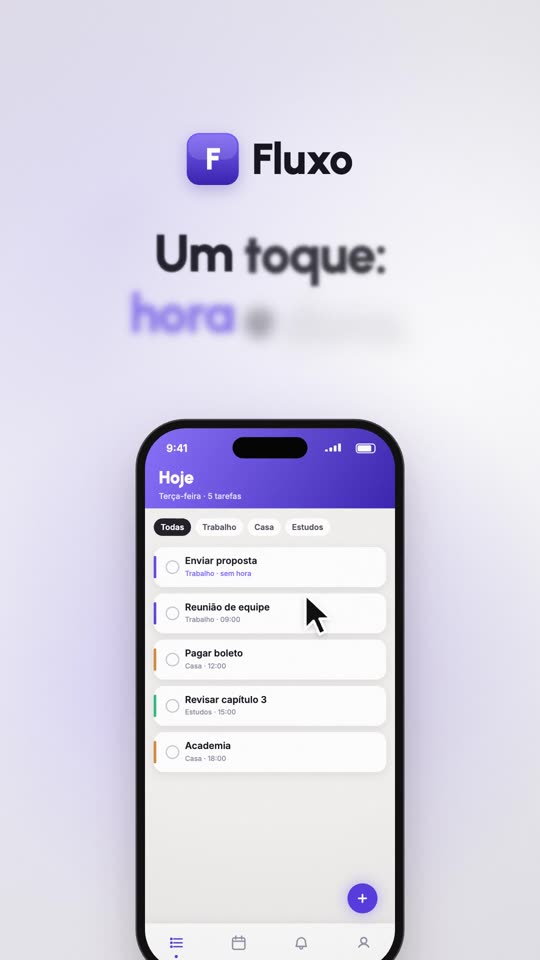 F Fluxo
Um toque:
hora e
9:41
Hoje
Terça-feira · 5 tarefas
Todas Trabalho Casa Estudos
Enviar proposta
Trabalho · sem hora
Reunião de equipe
Trabalho · 09:00
Pagar boleto
Casa · 12:00
Revisar capítulo 3
Estudos · 15:00
Academia
Casa · 18:00
+